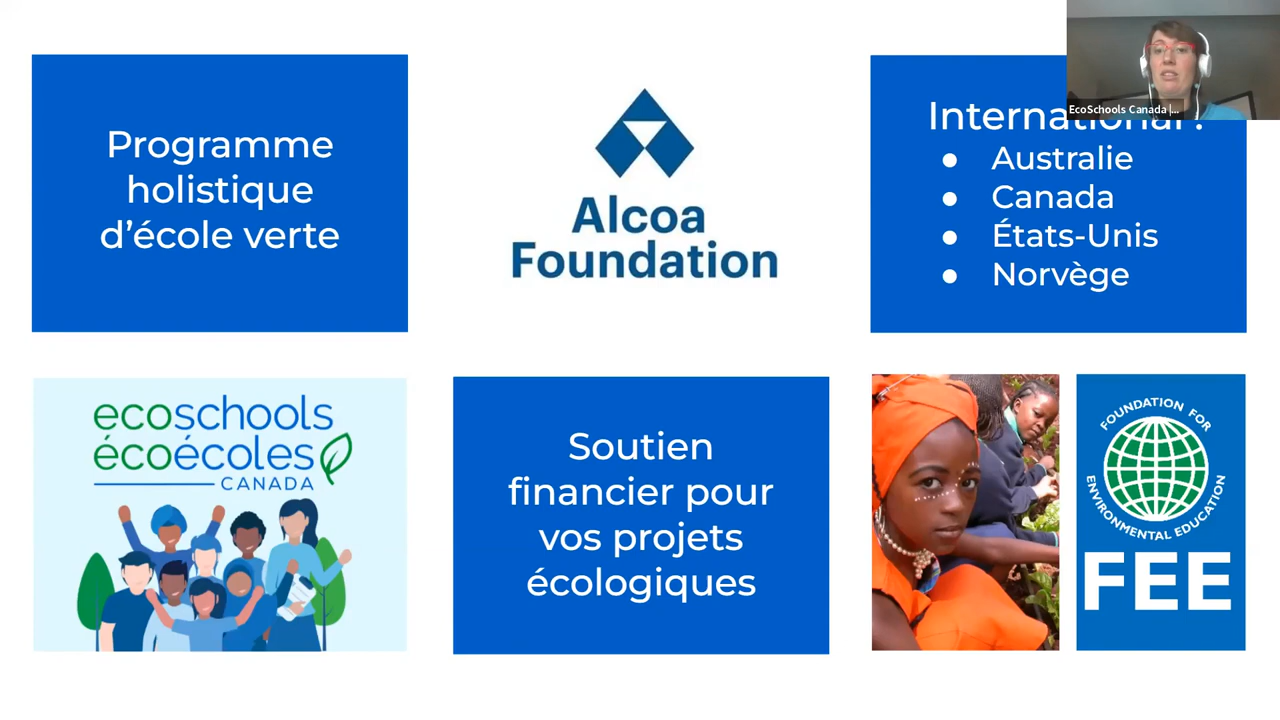 Programme
holistique
d’école verte
Alcoa
Foundation
International :
● Australie
● Canada
● États-Unis
● Norvège
EcoSchools Canada |...
ecoschools
écoécoles
CANADA
Soutien
financier pour
vos projets
écologiques
FOUNDATION FOR
ENVIRONMENTAL EDUCATION
FEE